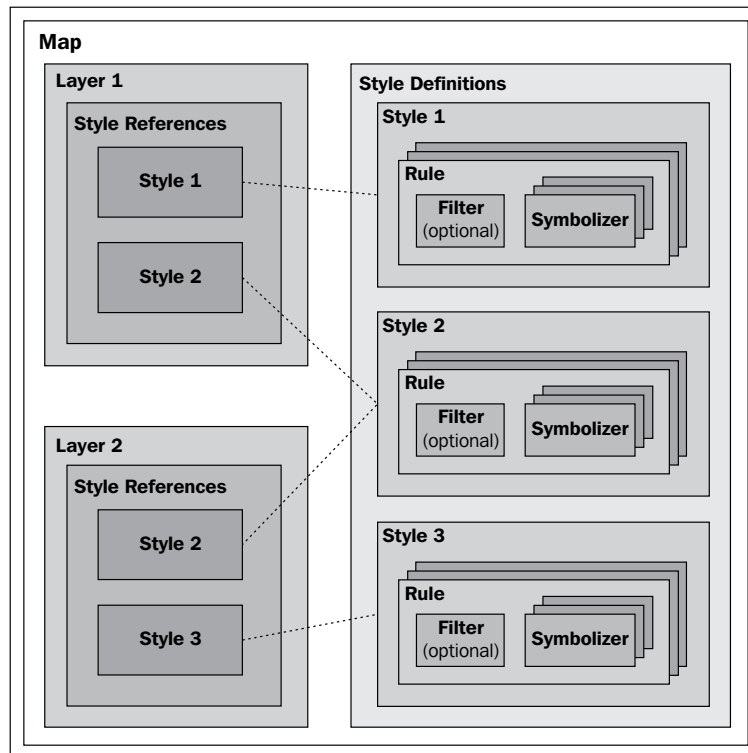 Map
Layer 1
Style References
Style 1
Style 2
Layer 2
Style References
Style 2
Style 3
Style Definitions
Style 1
Rule
Filter
(optional)
Symbolizer
Style 2
Rule
Filter
(optional)
Symbolizer
Style 3
Rule
Filter
(optional)
Symbolizer